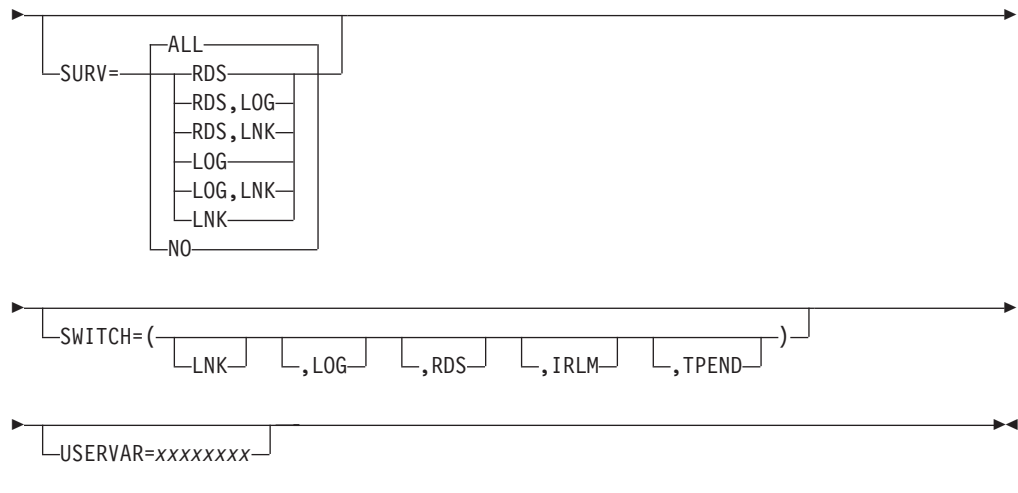 ALL
SURV=
RDS
RDS,LOG
RDS,LNK
LOG
LOG,LNK
LNK
NO
SWITCH=( )
LNK ,LOG ,RDS ,IRLM ,TPEND
USERVAR=xxxxxxxx